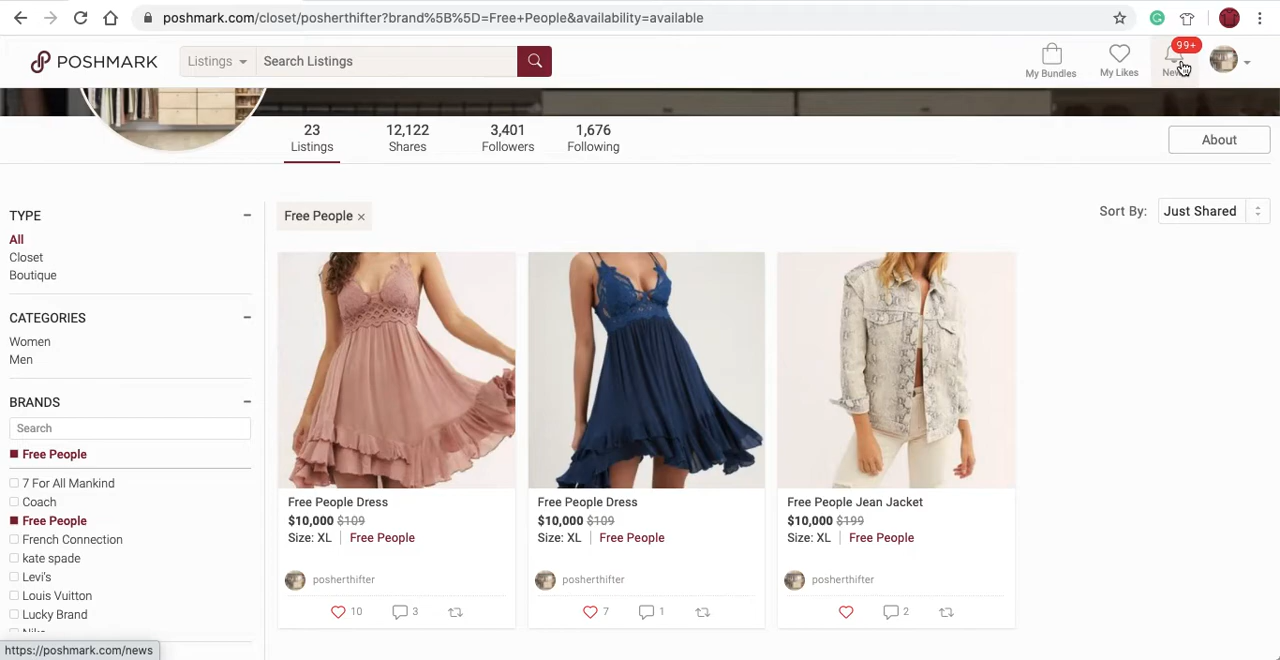 poshmark.com/closet/posherthifter?brand%5B%5D=Free+People&availability=available
POSHMARK
Listings
Search Listings
My Bundles
My Likes
99+
23
Listings
12,122
Shares
3,401
Followers
1,676
Following
About
TYPE
All
Closet
Boutique
CATEGORIES
Women
Men
BRANDS
Search
Free People
7 For All Mankind
Coach
Free People
French Connection
kate spade
Levi's
Louis Vuitton
Lucky Brand
https://poshmark.com/news
Free People ×
Sort By: Just Shared
Free People Dress
$10,000 $109
Size: XL | Free People
posherthifter
10
3
Free People Dress
$10,000 $109
Size: XL | Free People
posherthifter
7
1
Free People Jean Jacket
$10,000 $199
Size: XL | Free People
posherthifter
2